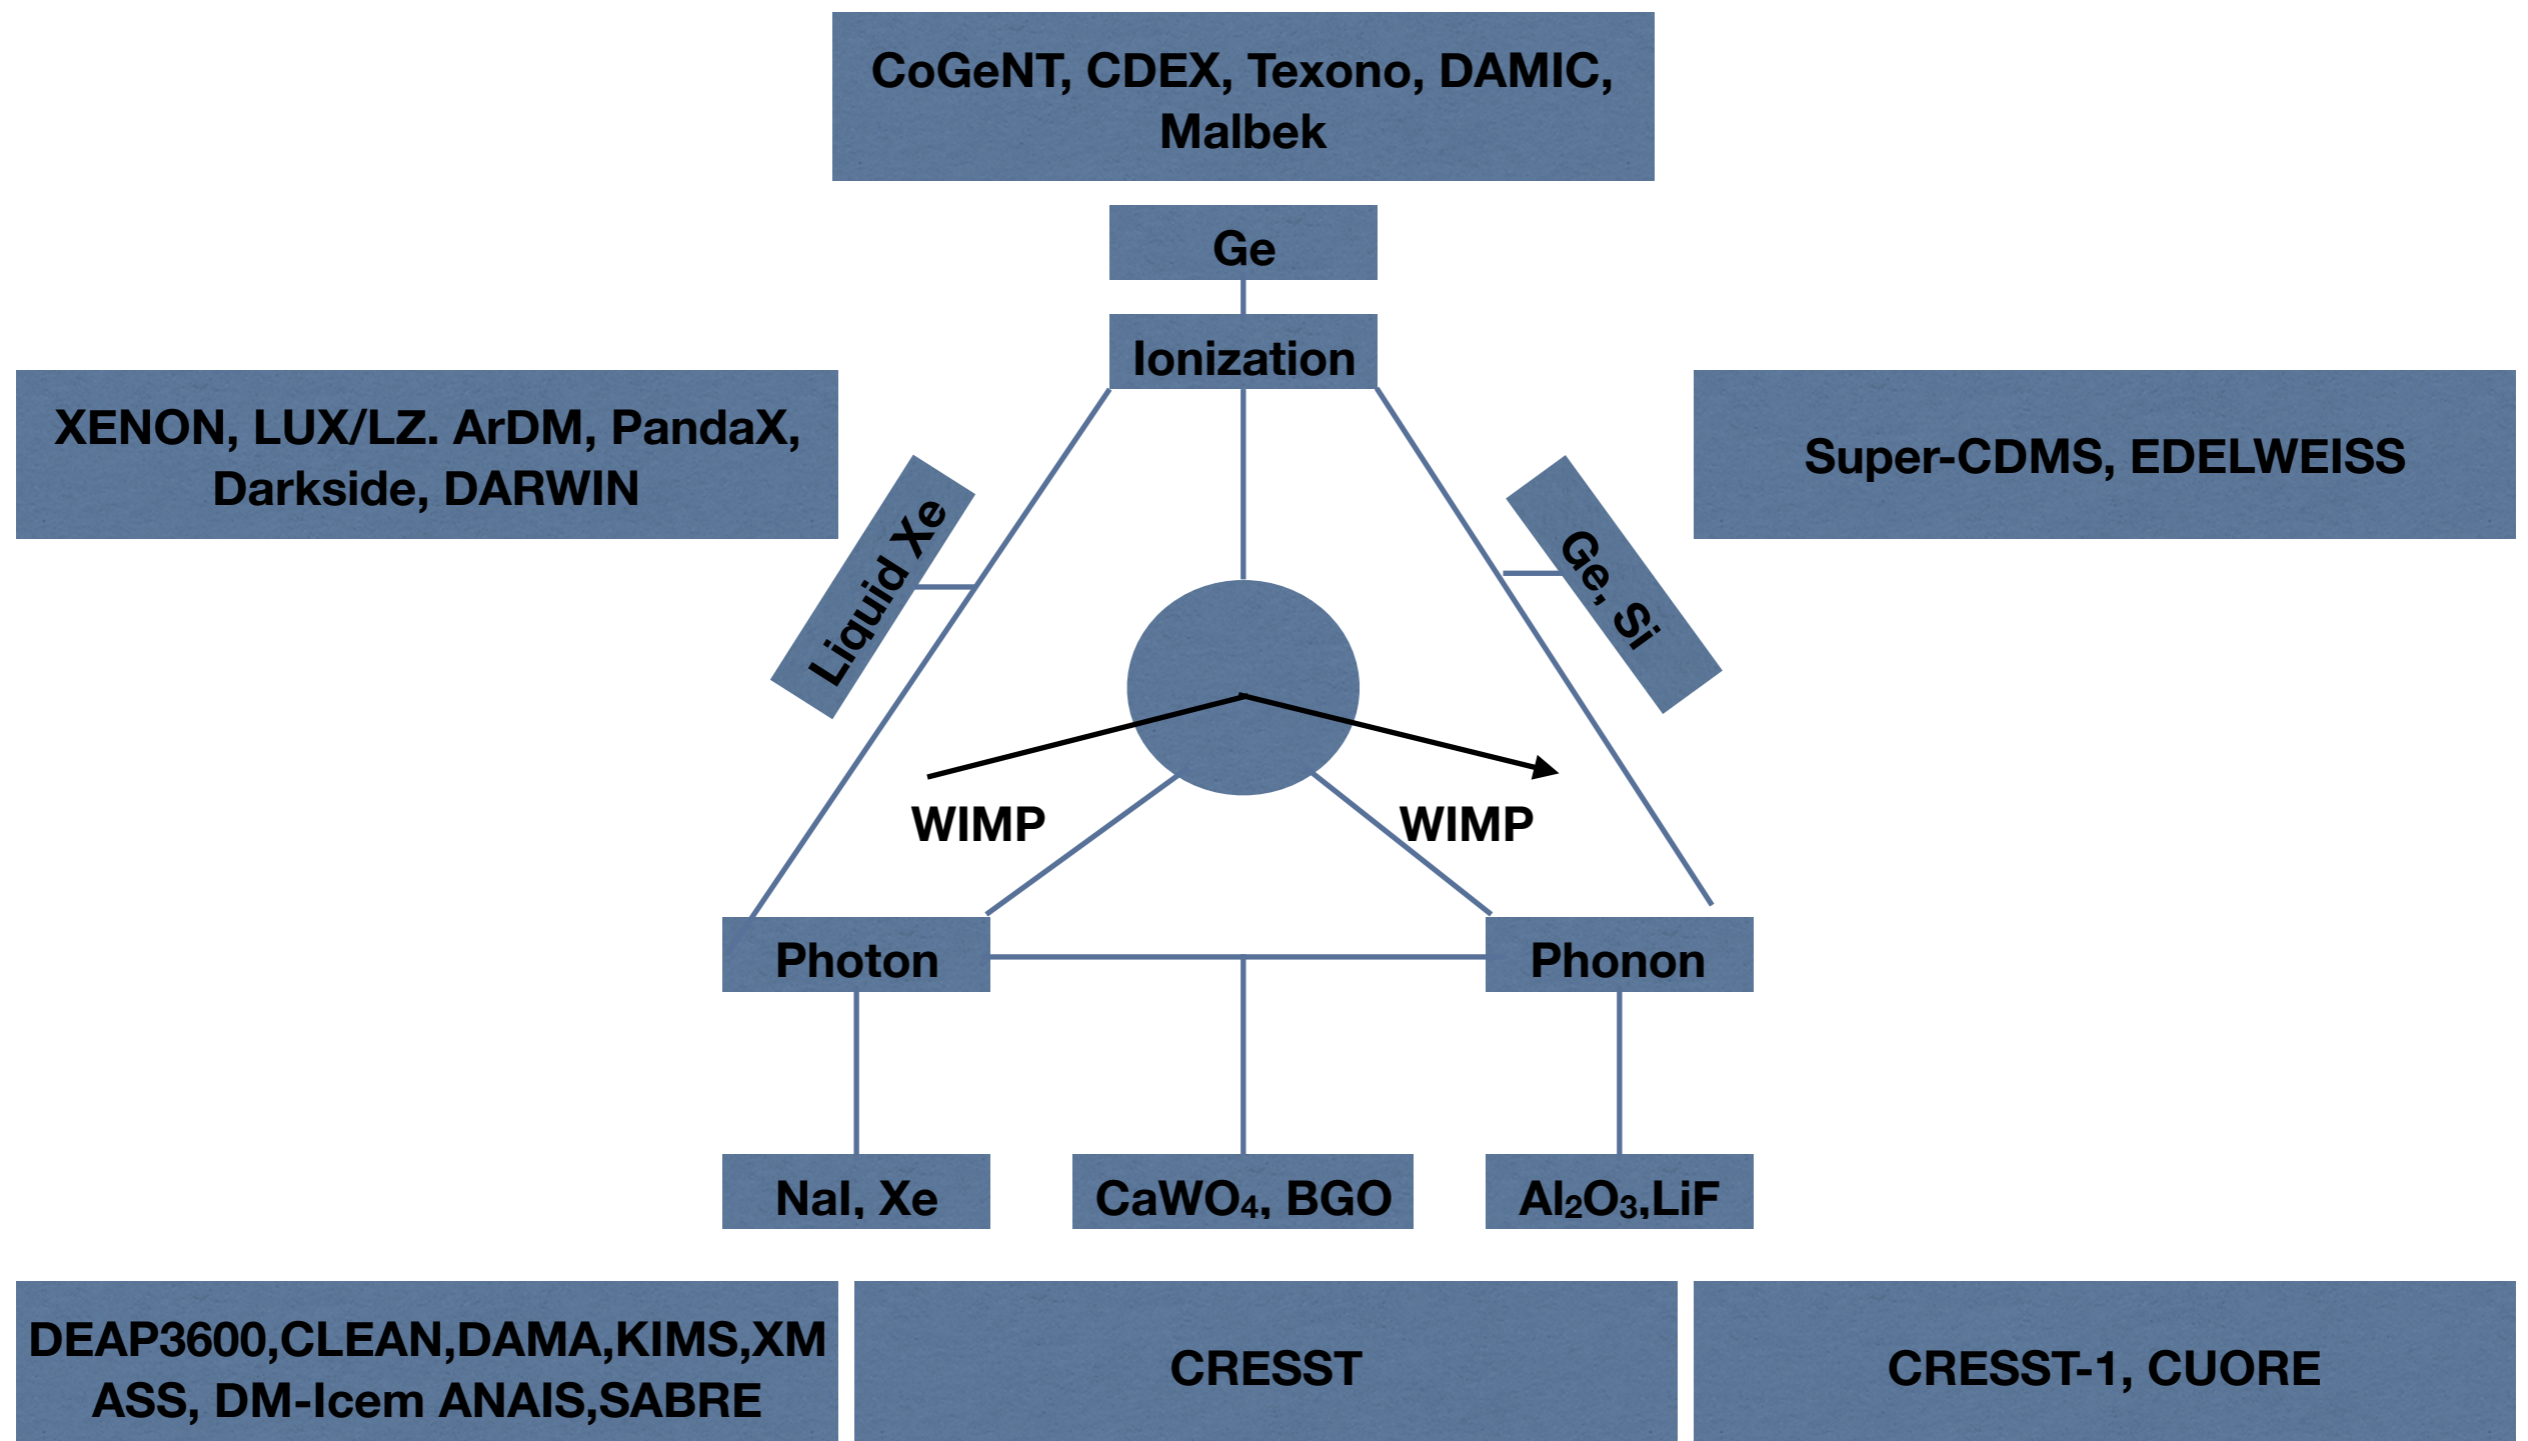 CoGeNT, CDEX, Texono, DAMIC,
Malbek
Ge
Ionization
XENON, LUX/LZ. ArDM, PandaX,
Darkside, DARWIN
Super-CDMS, EDELWEISS
Liquid Xe
Ge, Si
WIMP
WIMP
Photon
Phonon
NaI, Xe
CaWO₄, BGO
Al₂O₃,LiF
DEAP3600,CLEAN,DAMA,KIMS,XM
ASS, DM-Icem ANAIS,SABRE
CRESST
CRESST-1, CUORE